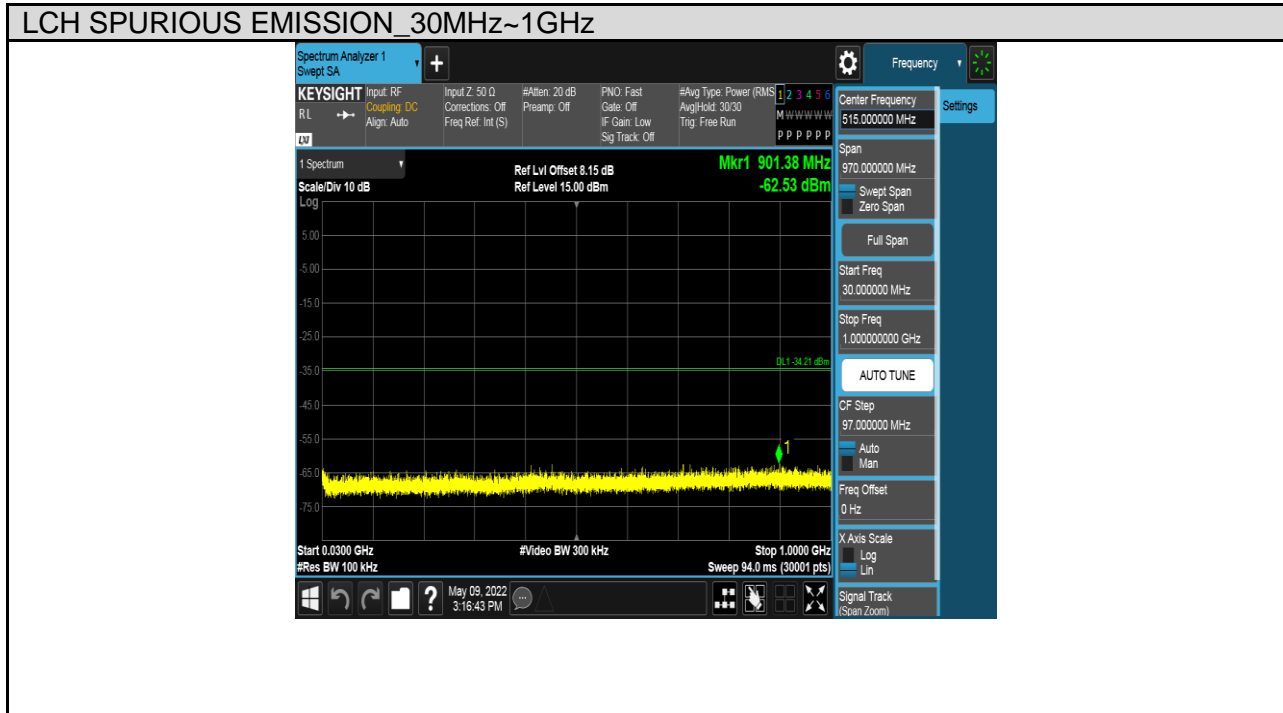 LCH SPURIOUS EMISSION_30MHz~1GHz
Spectrum Analyzer 1
Swept SA
Frequency
KEYSIGHT
RL
LXI
Input: RF
Coupling: DC
Align: Auto
Input Z: 50 Ω
Corrections: Off
Freq Ref: Int (S)
#Atten: 20 dB
Preamp: Off
PNO: Fast
Gate: Off
IF Gain: Low
Sig Track: Off
#Avg Type: Power (RMS
Avg|Hold: 30/30
Trig: Free Run
1 2 3 4 5 6
M W W W W W
P P P P P P
Center Frequency
515.000000 MHz
Settings
Span
970.000000 MHz
Swept Span
Zero Span
Full Span
Start Freq
30.000000 MHz
Stop Freq
1.000000000 GHz
AUTO TUNE
CF Step
97.000000 MHz
Auto
Man
Freq Offset
0 Hz
X Axis Scale
Log
Lin
Signal Track
(Span Zoom)
1 Spectrum
Scale/Div 10 dB
Log
Ref Lvl Offset 8.15 dB
Ref Level 15.00 dBm
Mkr1 901.38 MHz
-62.53 dBm
5.00
-5.00
-15.0
-25.0
-35.0
-45.0
-55.0
-65.0
-75.0
DL1 -34.21 dBm
1
Start 0.0300 GHz
#Res BW 100 kHz
#Video BW 300 kHz
Stop 1.0000 GHz
Sweep 94.0 ms (30001 pts)
?
May 09, 2022
3:16:43 PM